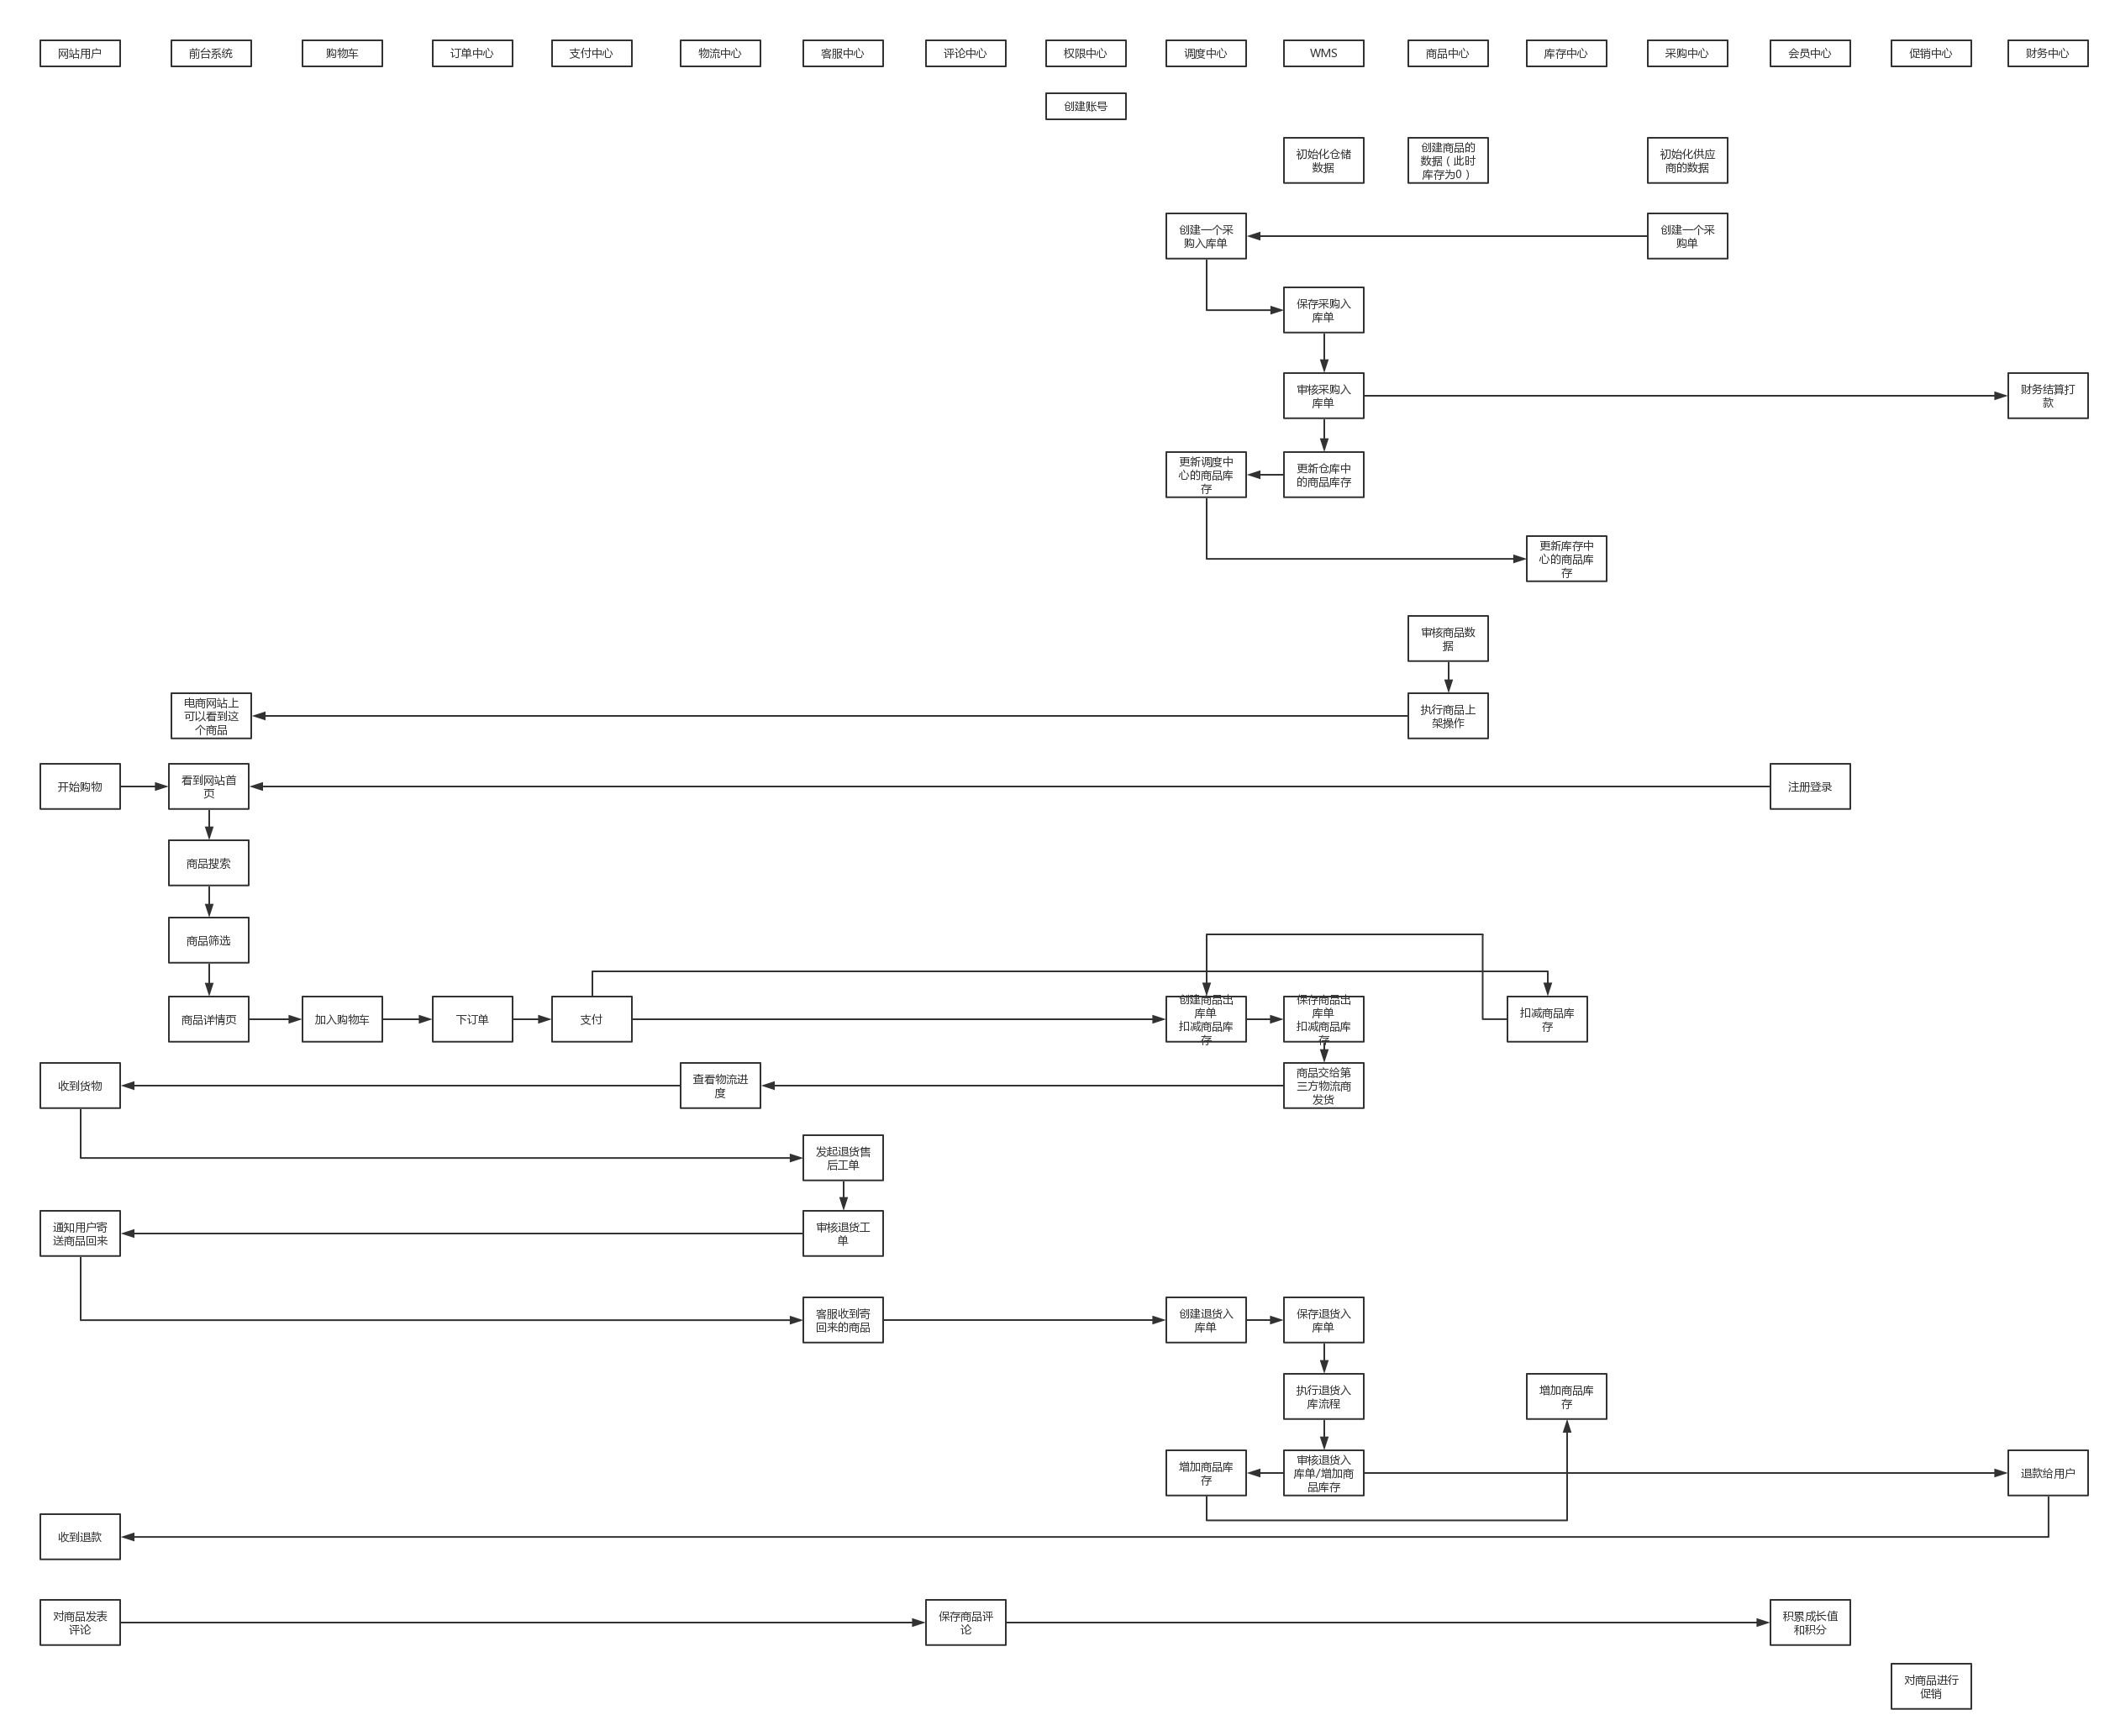 网站用户
前台系统
购物车
订单中心
支付中心
物流中心
客服中心
评论中心
权限中心
调度中心
WMS
商品中心
库存中心
采购中心
会员中心
促销中心
财务中心
创建账号
初始化仓储
数据
创建商品的
数据（此时
库存为0）
初始化供应
商的数据
创建一个采
购入库单
创建一个采
购单
保存采购入
库单
审核采购入
库单
财务结算打
款
更新调度中
心的商品库
存
更新仓库中
的商品库存
更新库存中
心的商品库
存
审核商品数
据
电商网站上
可以看到这
个商品
执行商品上
架操作
开始购物
看到网站首
页
注册登录
商品搜索
商品筛选
商品详情页
加入购物车
下订单
支付
创建商品出
库单
扣减商品库
存
保存商品出
库单
扣减商品库
存
扣减商品库
存
收到货物
查看物流进
度
商品交给第
三方物流商
发货
发起退货售
后工单
通知用户寄
送商品回来
审核退货工
单
客服收到寄
回来的商品
创建退货入
库单
保存退货入
库单
执行退货入
库流程
增加商品库
存
增加商品库
存
审核退货入
库单/增加商
品库存
退款给用户
收到退款
对商品发表
评论
保存商品评
论
积累成长值
和积分
对商品进行
促销